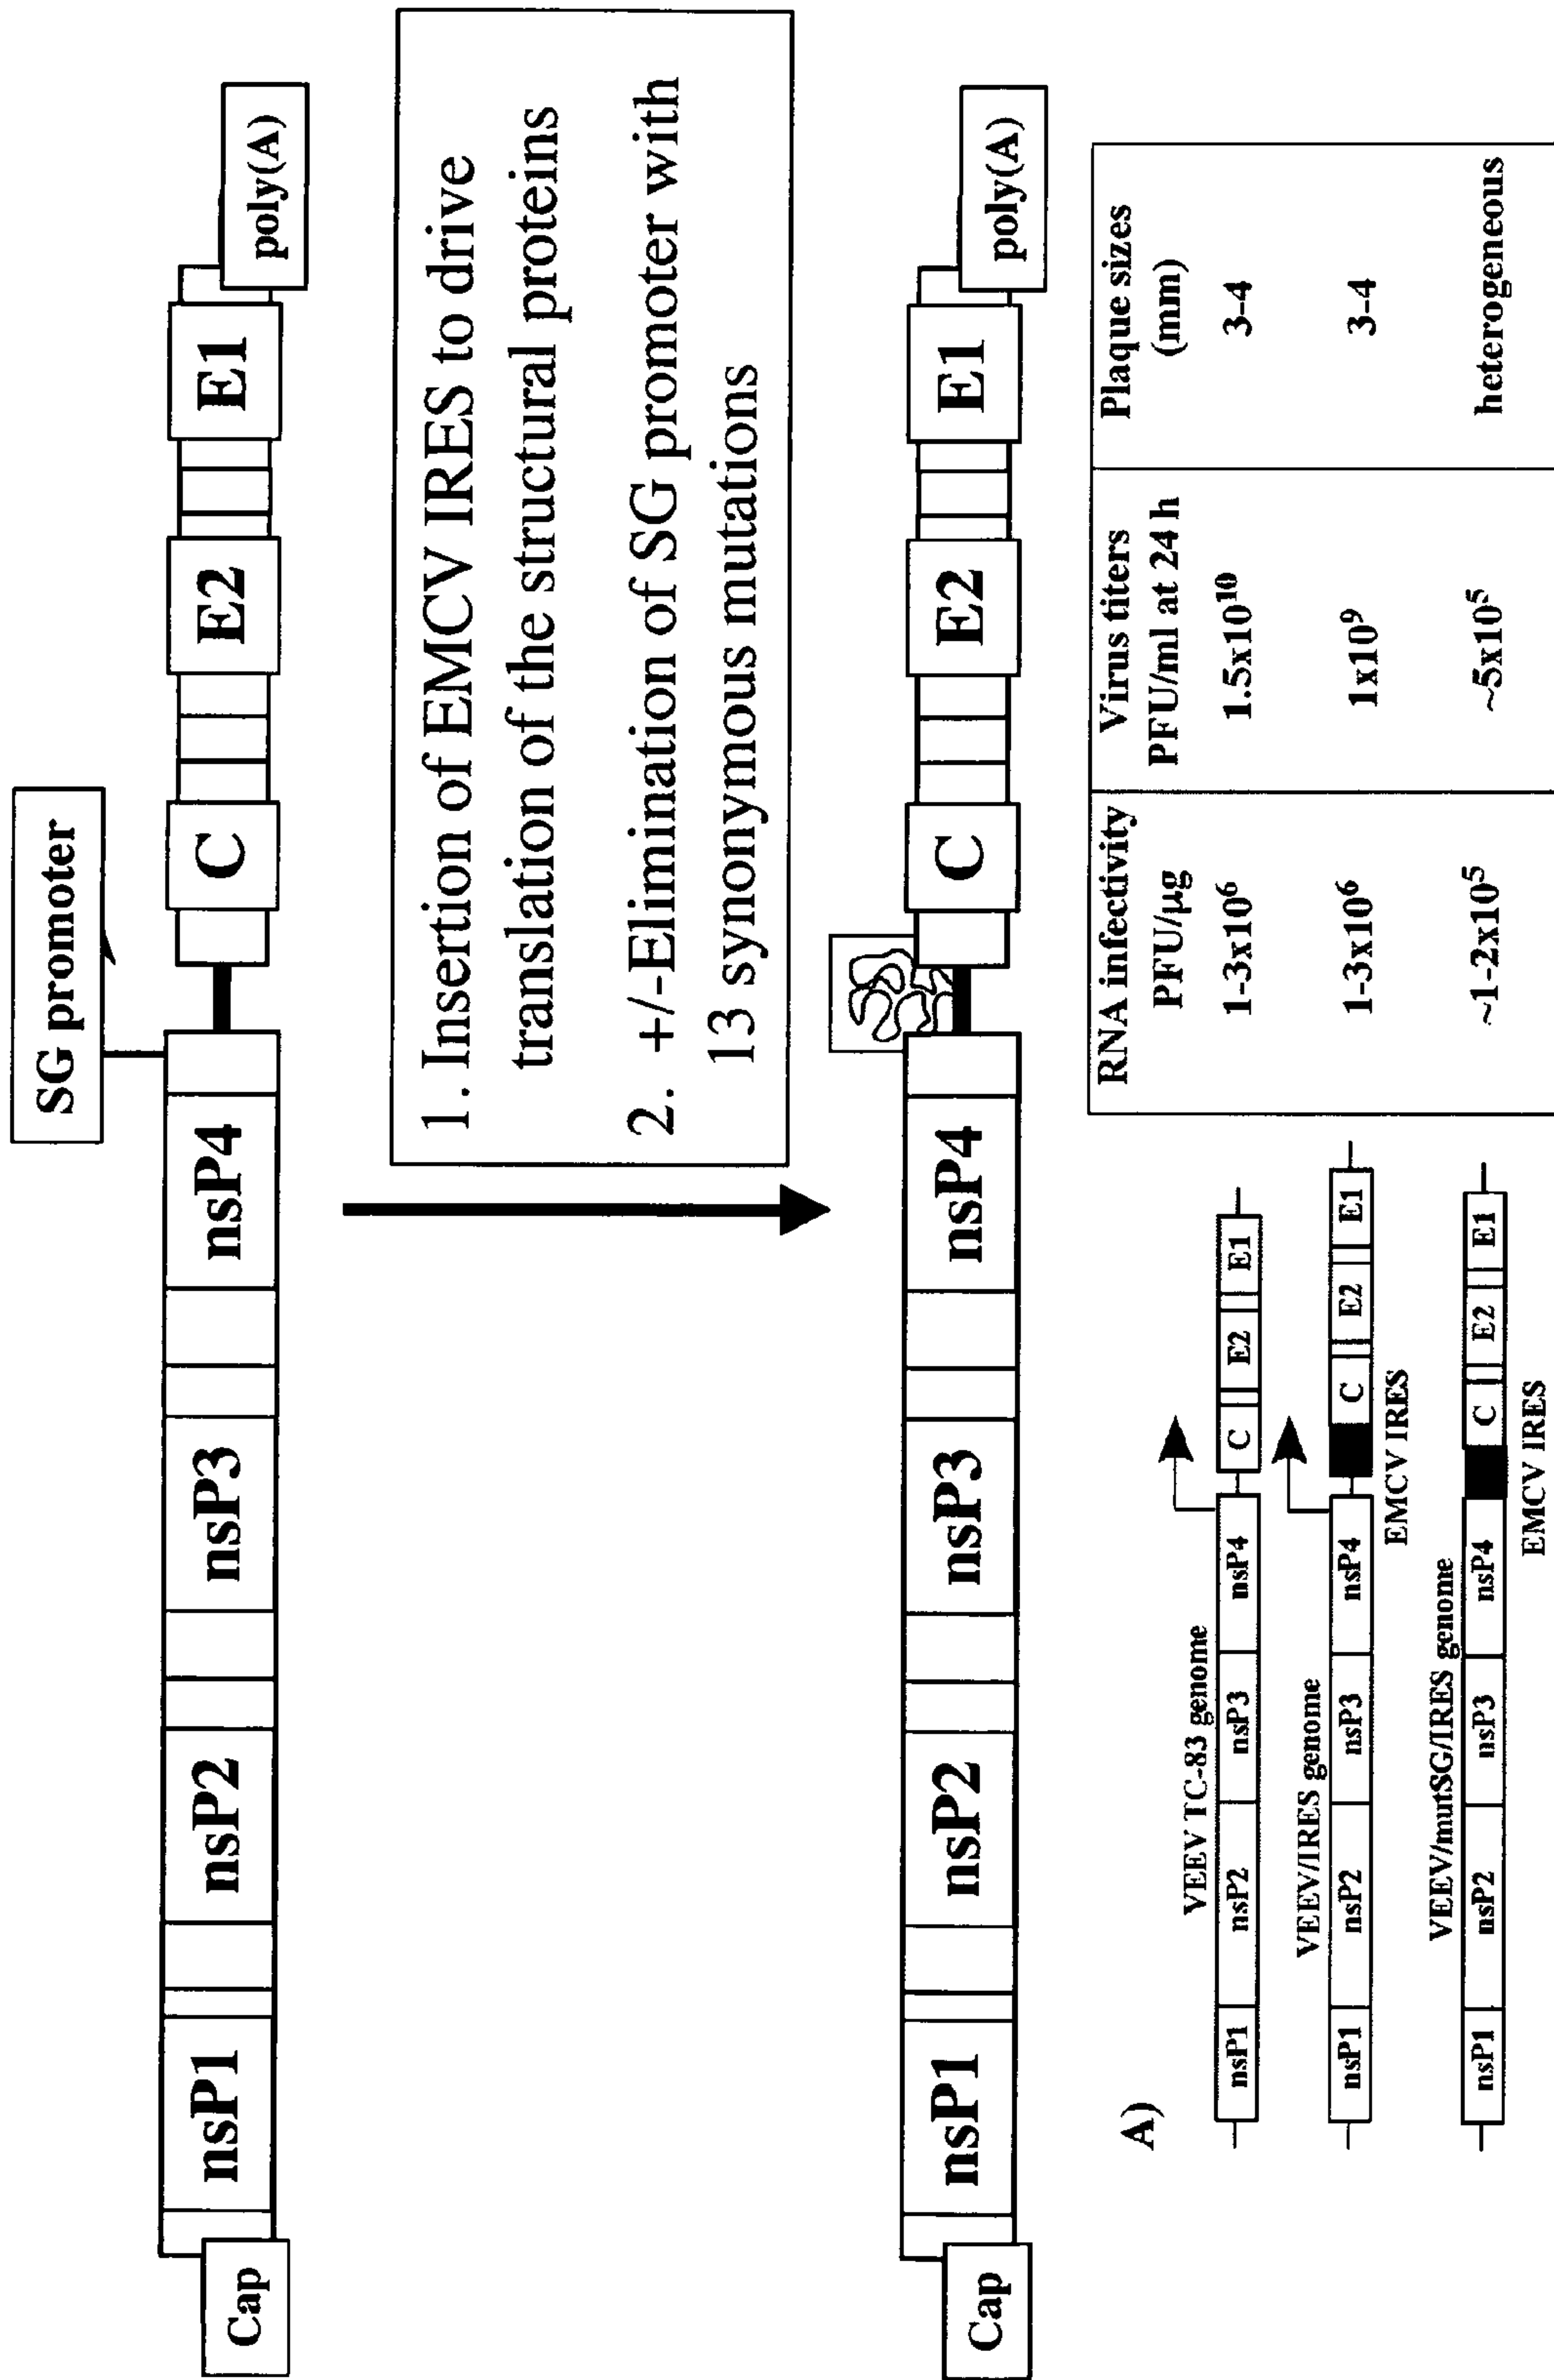 SG promoter
Cap nsP1 nsP2 nsP3 nsP4 C E2 E1 poly(A)
1. Insertion of EMCV IRES to drive
translation of the structural proteins
2. +/-Elimination of SG promoter with
13 synonymous mutations
Cap nsP1 nsP2 nsP3 nsP4 C E2 E1 poly(A)
A)
RNA infectivity
PFU/µg
Virus titers
PFU/ml at 24 h
Plaque sizes
(mm)
VEEV TC-83 genome
nsP1 nsP2 nsP3 nsP4 C E2 E1
1-3x10⁶ 1.5x10¹⁰ 3-4
VEEV/IRES genome
nsP1 nsP2 nsP3 nsP4 C E2 E1
1-3x10⁶ 1x10⁹ 3-4
EMCV IRES
VEEV/mutSG/IRES genome
nsP1 nsP2 nsP3 nsP4 C E2 E1
~1-2x10⁵ ~5x10⁵ heterogeneous
EMCV IRES